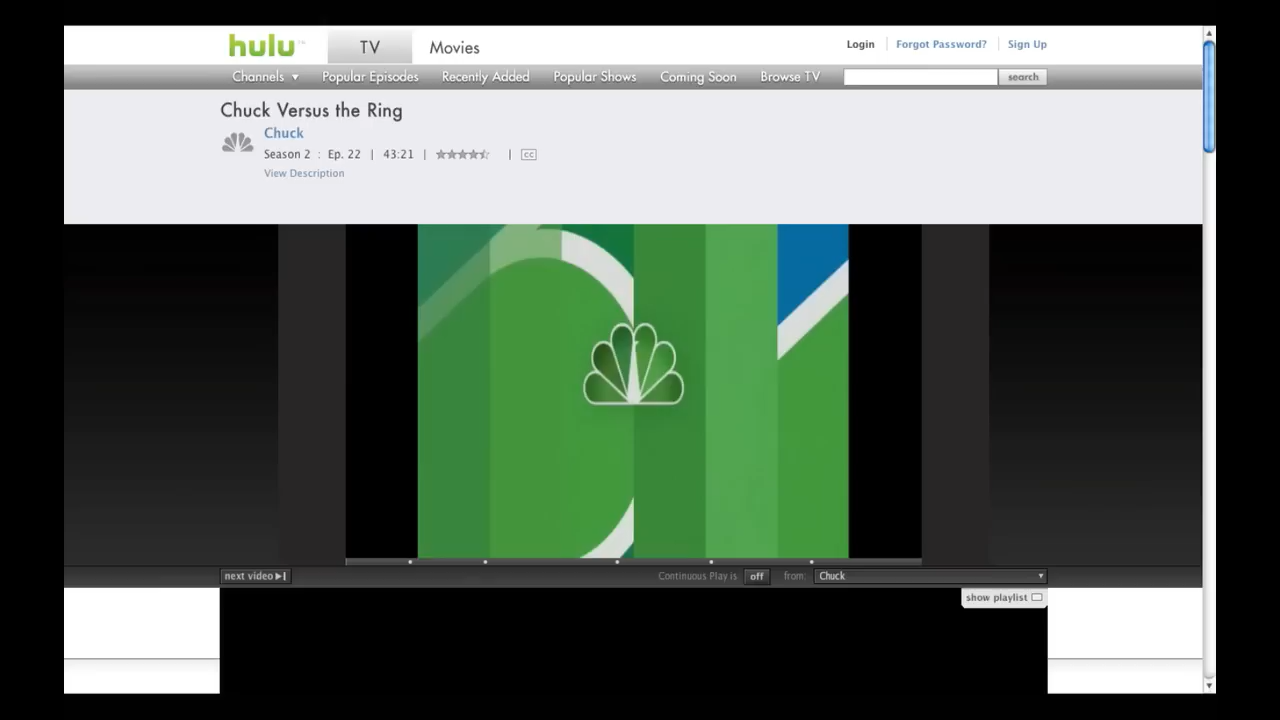 hulu™ TV Movies Login Forgot Password? Sign Up
Channels ▼ Popular Episodes Recently Added Popular Shows Coming Soon Browse TV search
Chuck Versus the Ring
Chuck
Season 2 : Ep. 22 | 43:21 | | cc
View Description
next video Continuous Play is off from: Chuck
show playlist